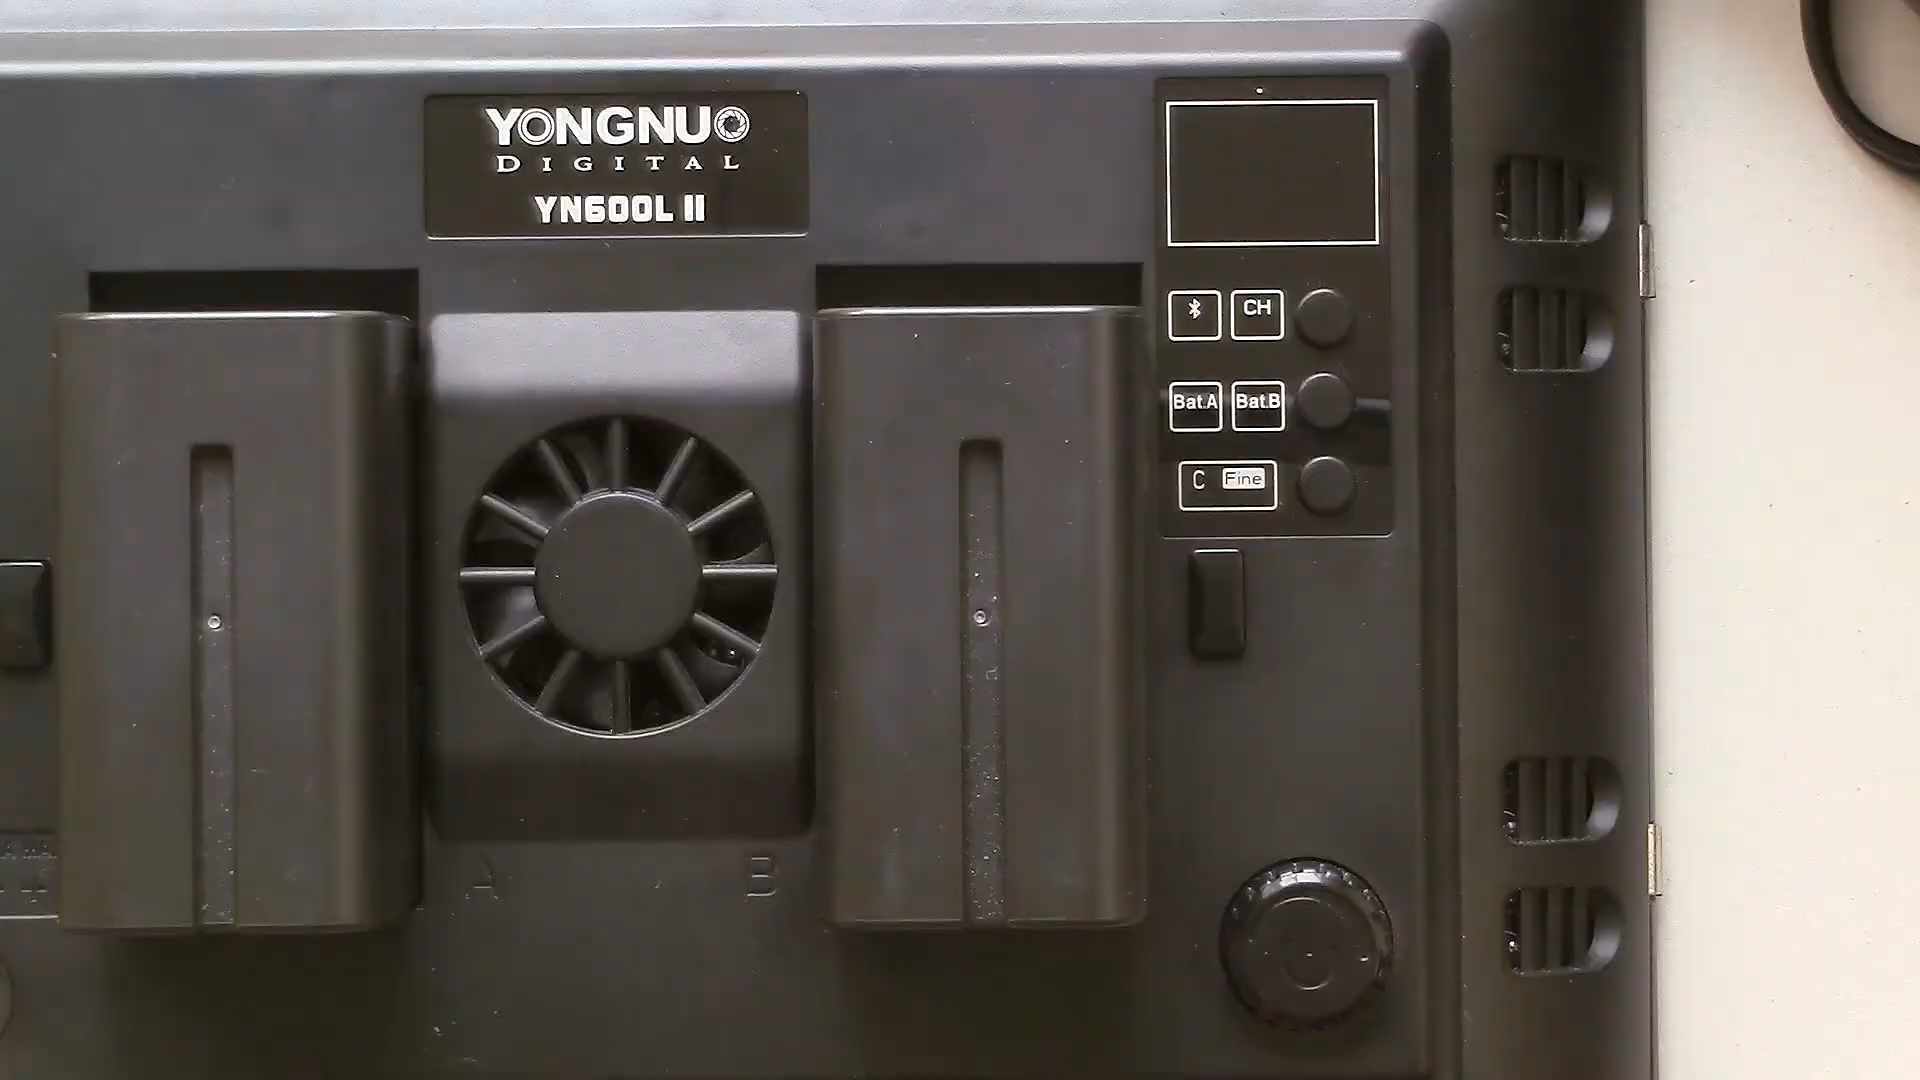 YONGNUO
DIGITAL
YN600L II
CH
Bat.A
Bat.B
C Fine
A
B